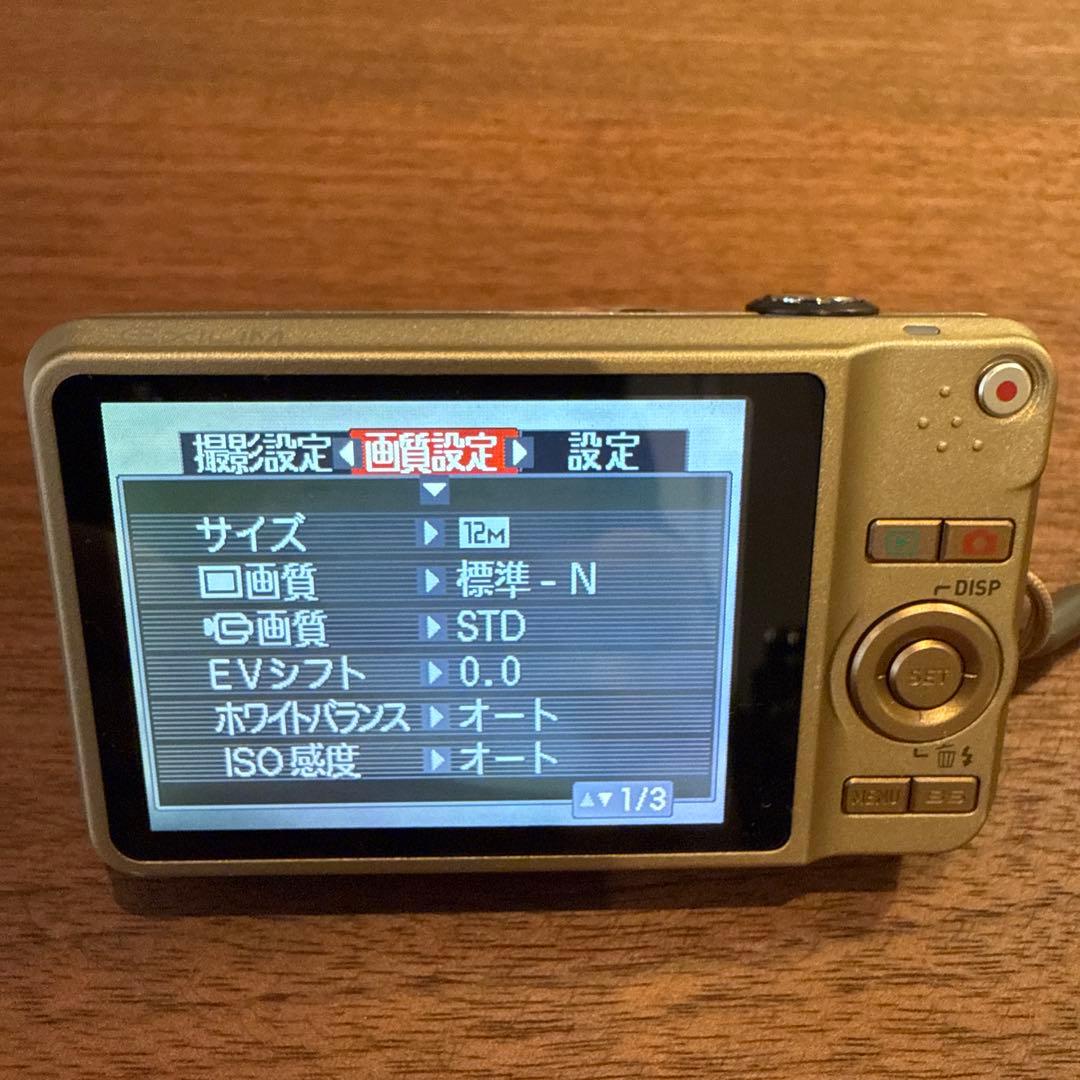 撮影設定 画質設定 設定
サイズ 12M
画質 標準 - N
画質 STD
EVシフト 0.0
ホワイトバランス オート
ISO感度 オート
1/3
DISP
SET
MENU BS